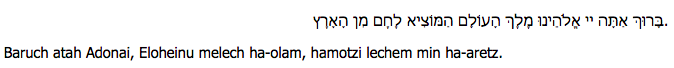 בָּרוּךְ אַתָּה יי אֱלֹהֵינוּ מֶלֶךְ הָעוֹלָם הַמּוֹצִיא לֶחֶם מִן הָאָרֶץ.
Baruch atah Adonai, Eloheinu melech ha-olam, hamotzi lechem min ha-aretz.